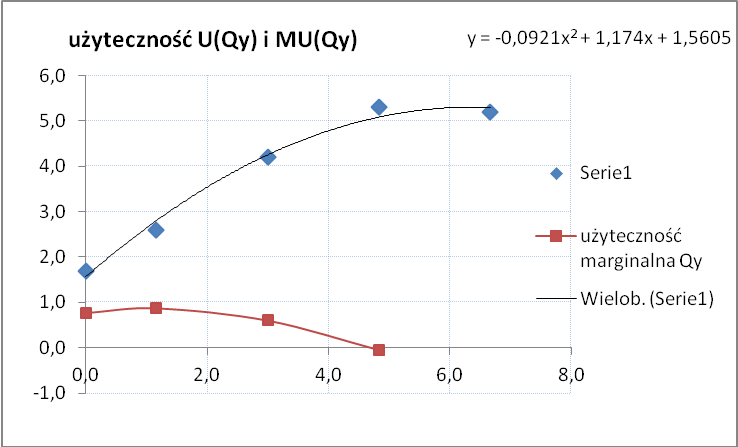 użyteczność U(Qy) i MU(Qy)
y = -0,0921x² + 1,174x + 1,5605
6,0
5,0
4,0
3,0
2,0
1,0
0,0
-1,0
0,0 2,0 4,0 6,0 8,0
Serie1
użyteczność
marginalna Qy
Wielob. (Serie1)